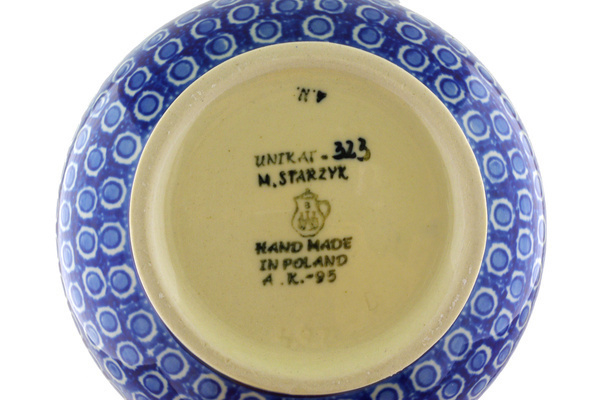 UNIKAT - 323
M. STARZYK
HAND MADE
IN POLAND
A.K.-95